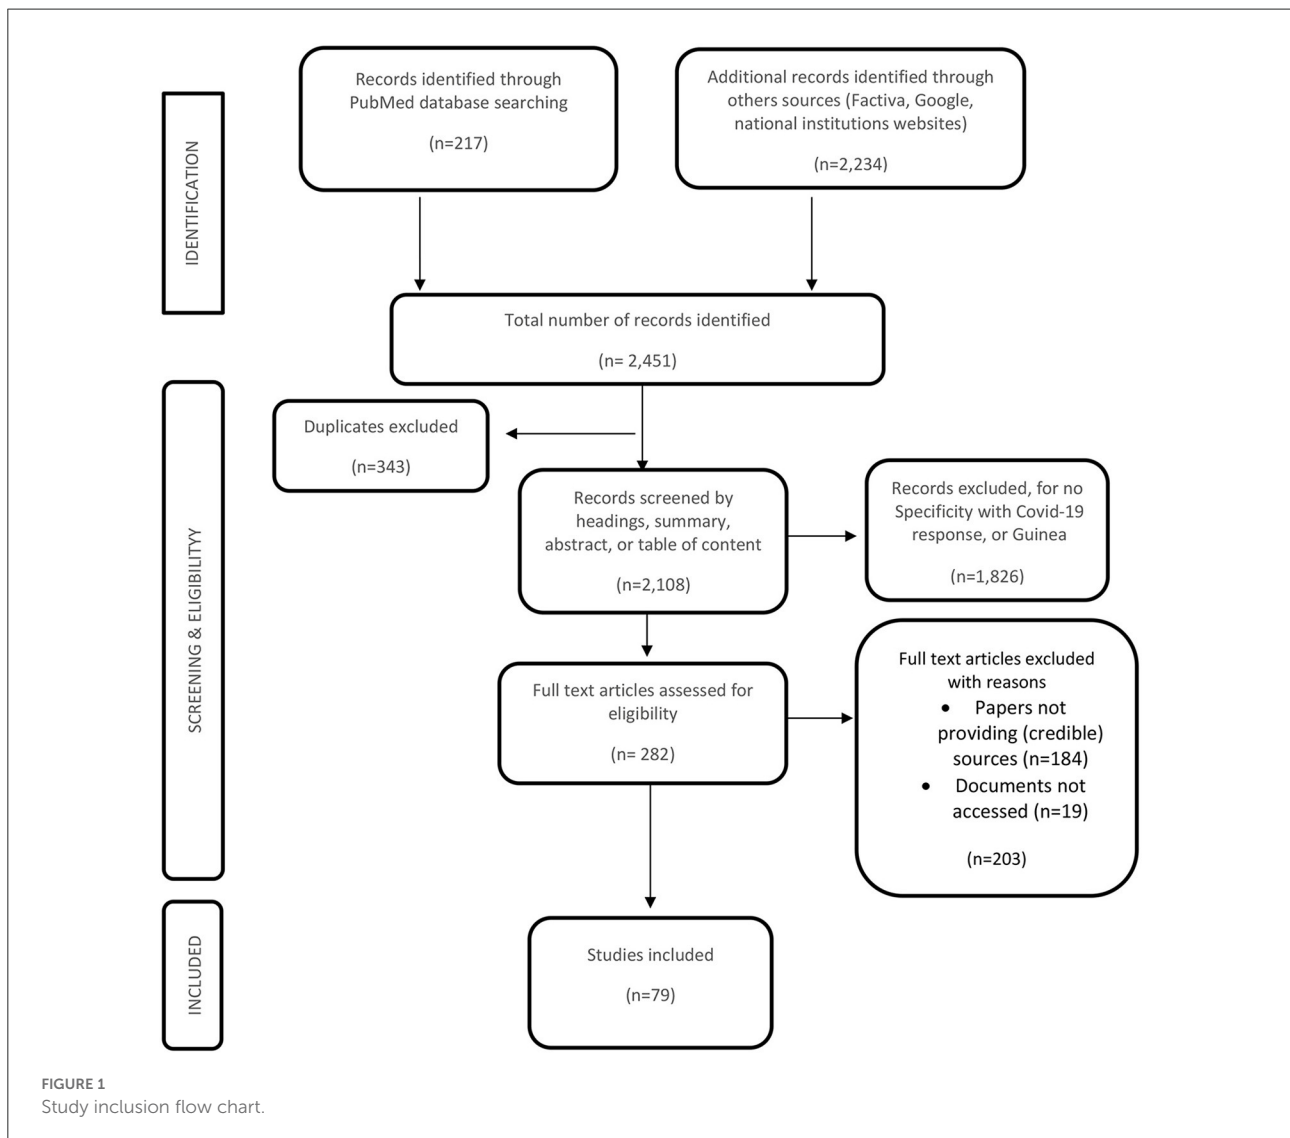 IDENTIFICATION
Records identified through
PubMed database searching
(n=217)
Additional records identified through
others sources (Factiva, Google,
national institutions websites)
(n=2,234)
Total number of records identified
(n= 2,451)
SCREENING & ELIGIBILITYY
Duplicates excluded
(n=343)
Records screened by
headings, summary,
abstract, or table of content
(n=2,108)
Records excluded, for no
Specificity with Covid-19
response, or Guinea
(n=1,826)
Full text articles assessed for
eligibility
(n= 282)
Full text articles excluded
with reasons
• Papers not
providing (credible)
sources (n=184)
• Documents not
accessed (n=19)
(n=203)
INCLUDED
Studies included
(n=79)
FIGURE 1
Study inclusion flow chart.